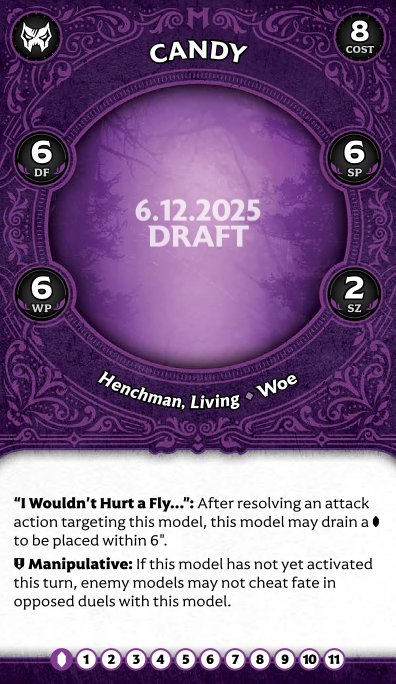 CANDY
8
COST
6
DF
6
SP
6.12.2025
DRAFT
6
WP
2
SZ
Henchman, Living • Woe
“I Wouldn’t Hurt a Fly...”: After resolving an attack
action targeting this model, this model may drain a
to be placed within 6".
Manipulative: If this model has not yet activated
this turn, enemy models may not cheat fate in
opposed duels with this model.
1 2 3 4 5 6 7 8 9 10 11